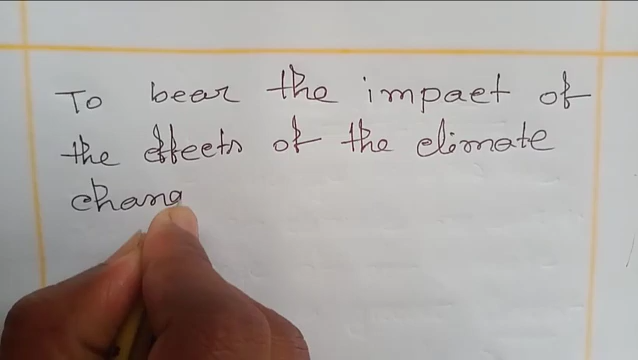 To bear the impact of
the effects of the climate
chang